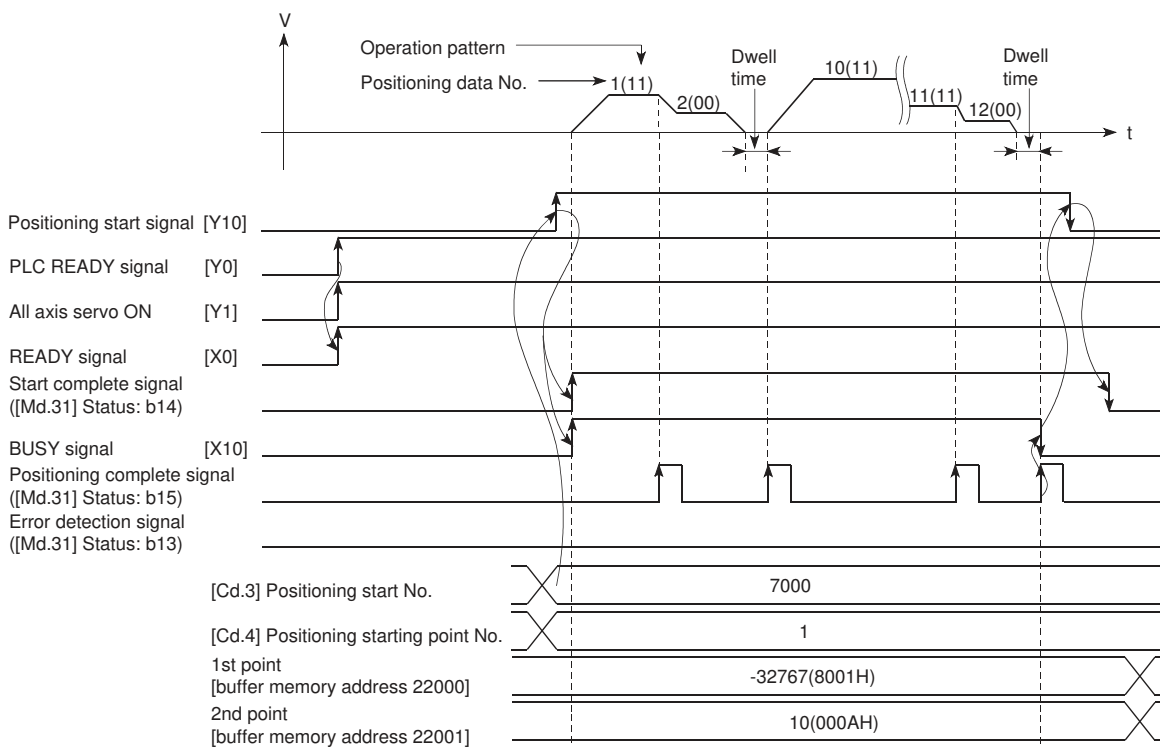 V
Operation pattern
Dwell
time
Dwell
time
Positioning data No.
1(11)
2(00)
10(11)
11(11)
12(00)
t
Positioning start signal [Y10]
PLC READY signal [Y0]
All axis servo ON [Y1]
READY signal [X0]
Start complete signal
([Md.31] Status: b14)
BUSY signal [X10]
Positioning complete signal
([Md.31] Status: b15)
Error detection signal
([Md.31] Status: b13)
[Cd.3] Positioning start No. 7000
[Cd.4] Positioning starting point No. 1
1st point
[buffer memory address 22000] -32767(8001H)
2nd point
[buffer memory address 22001] 10(000AH)